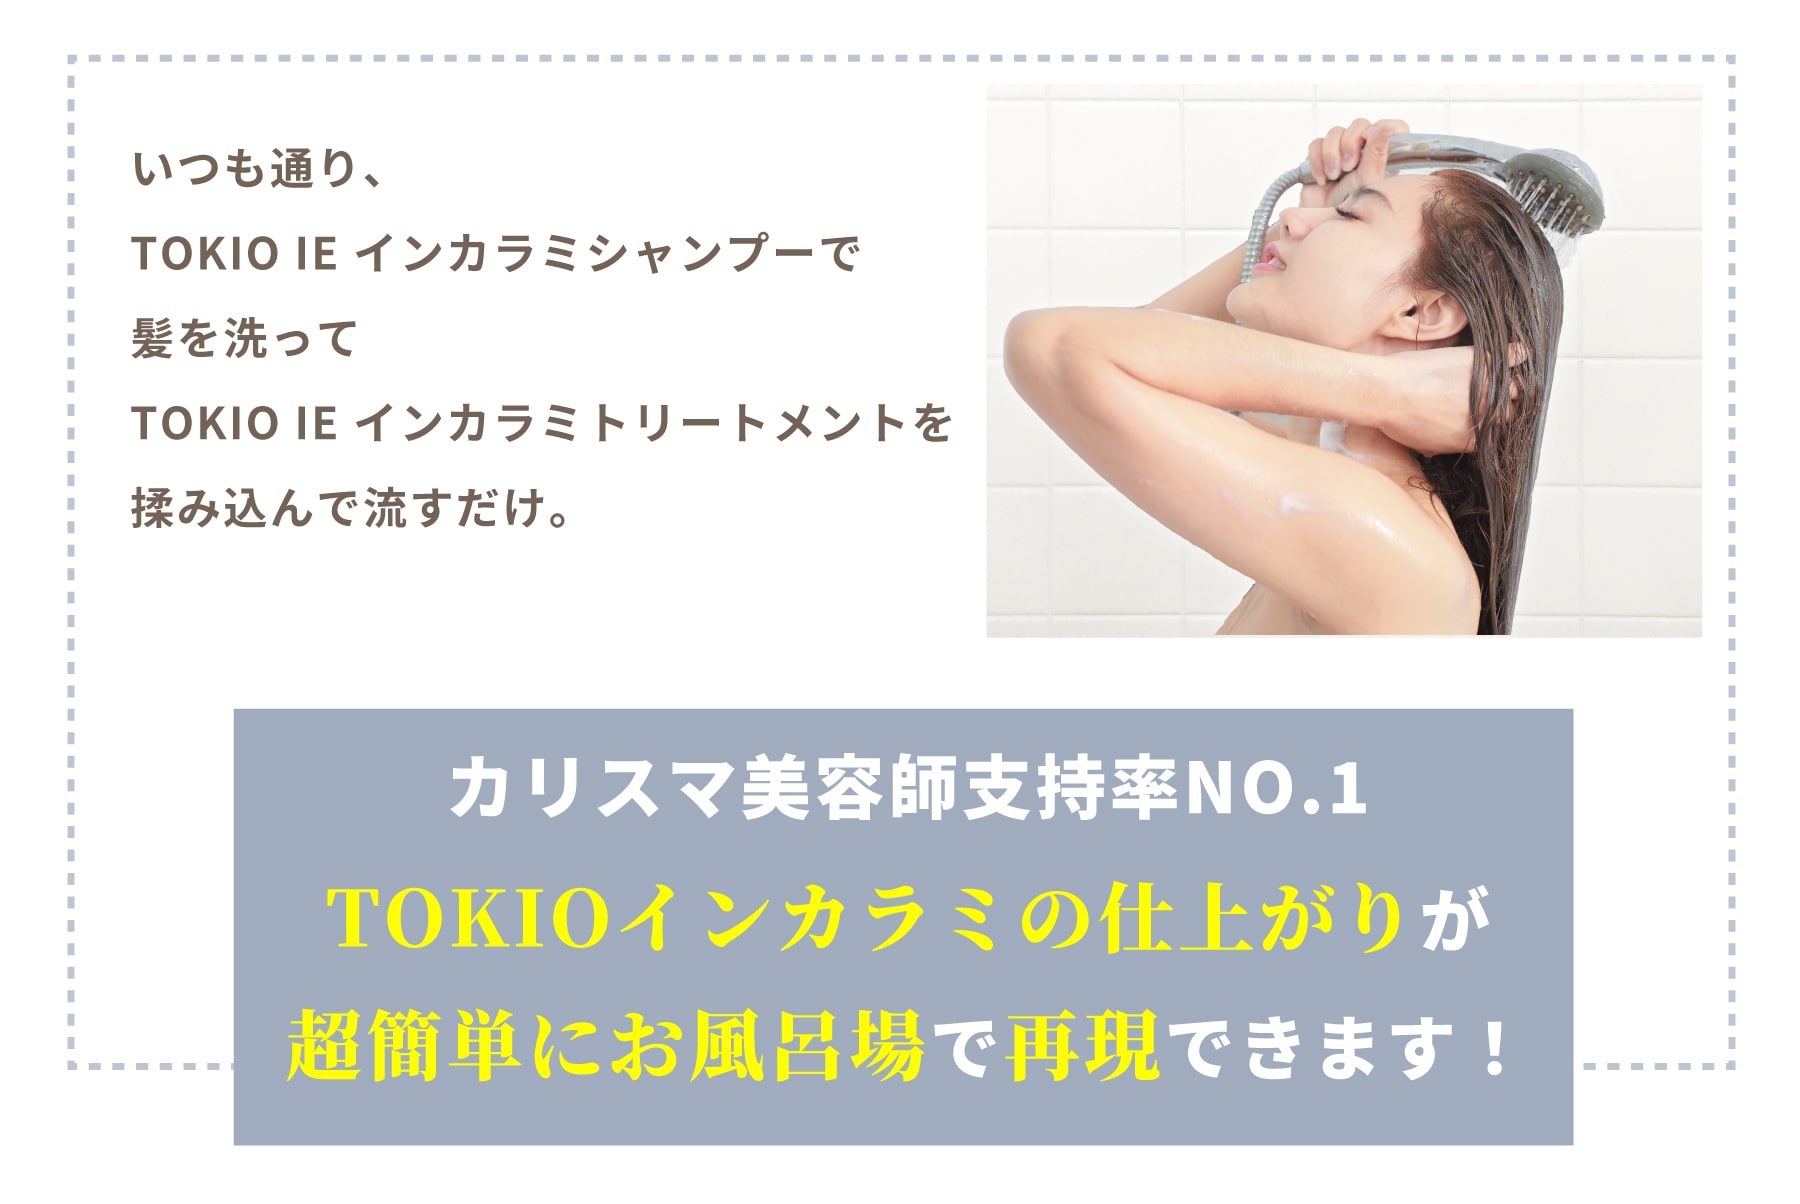 いつも通り、
TOKIO IE インカラミシャンプーで
髪を洗って
TOKIO IE インカラミトリートメントを
揉み込んで流すだけ。
カリスマ美容師支持率NO.1
TOKIOインカラミの仕上がりが
超簡単にお風呂場で再現できます！